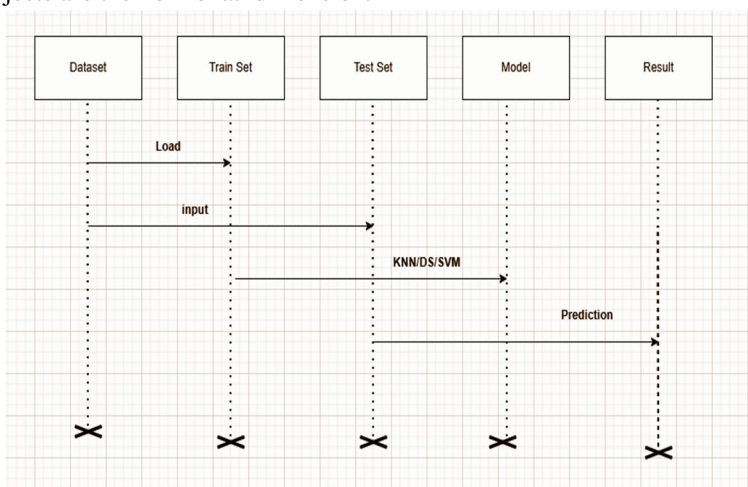 Dataset
Train Set
Test Set
Model
Result
Load
input
KNN/DS/SVM
Prediction